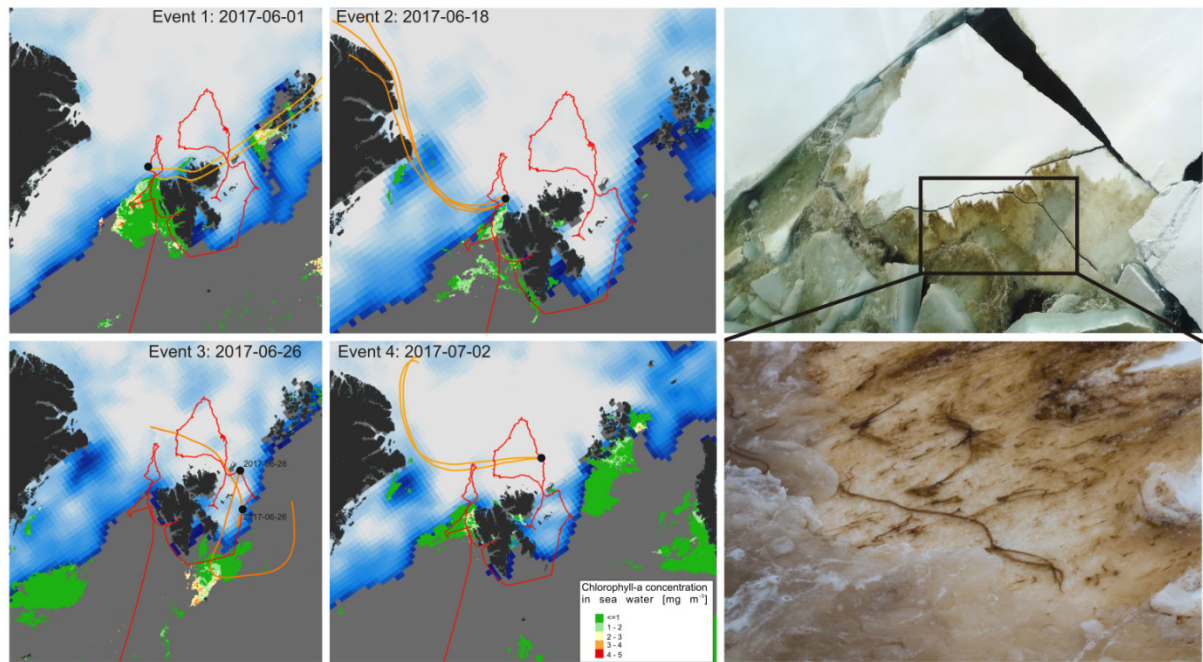 Event 1: 2017-06-01
Event 2: 2017-06-18
Event 3: 2017-06-26
2017-06-28
2017-06-26
Event 4: 2017-07-02
Chlorophyll-a concentration
in sea water [mg m⁻³]
<=1
1 - 2
2 - 3
3 - 4
4 - 5